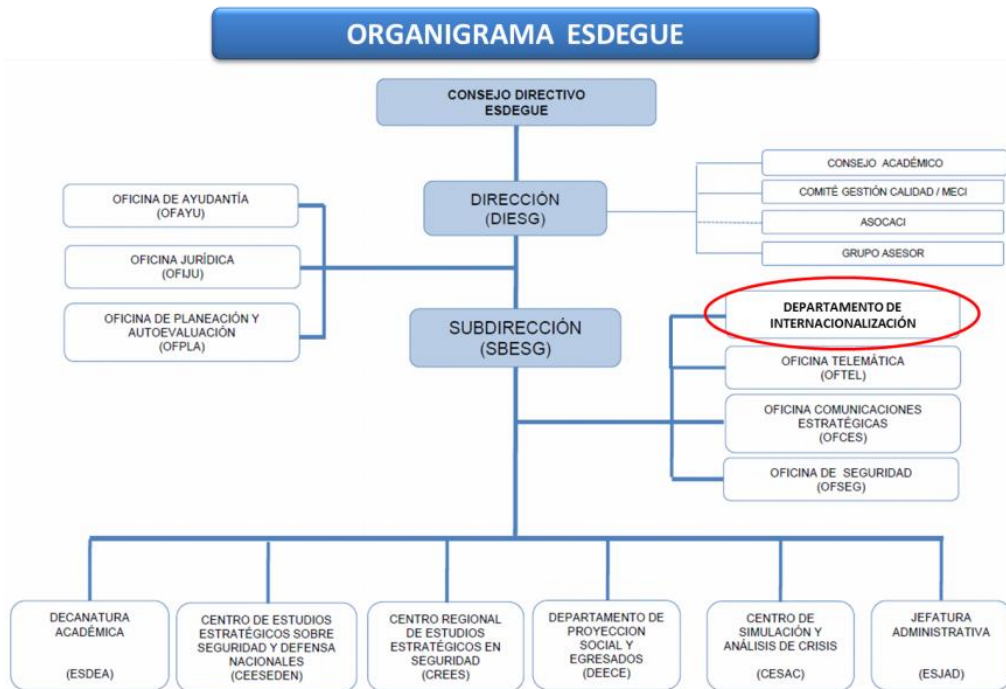 ORGANIGRAMA ESDEGUE
CONSEJO DIRECTIVO
ESDEGUE
DIRECCIÓN
(DIESG)
CONSEJO ACADÉMICO
COMITÉ GESTIÓN CALIDAD / MECI
ASOCACI
GRUPO ASESOR
OFICINA DE AYUDANTÍA
(OFAYU)
OFICINA JURÍDICA
(OFIJU)
OFICINA DE PLANEACIÓN Y
AUTOEVALUACIÓN
(OFPLA)
SUBDIRECCIÓN
(SBESG)
DEPARTAMENTO DE
INTERNACIONALIZACIÓN
OFICINA TELEMÁTICA
(OFTEL)
OFICINA COMUNICACIONES
ESTRATÉGICAS
(OFCES)
OFICINA DE SEGURIDAD
(OFSEG)
DECANATURA
ACADÉMICA
(ESDEA)
CENTRO DE ESTUDIOS
ESTRATÉGICOS SOBRE
SEGURIDAD Y DEFENSA
NACIONALES
(CEESEDEN)
CENTRO REGIONAL
DE ESTUDIOS
ESTRATÉGICOS EN
SEGURIDAD
(CREES)
DEPARTAMENTO DE
PROYECCION
SOCIAL Y
EGRESADOS
(DEECE)
CENTRO DE
SIMULACIÓN Y
ANÁLISIS DE CRISIS
(CESAC)
JEFATURA
ADMINISTRATIVA
(ESJAD)